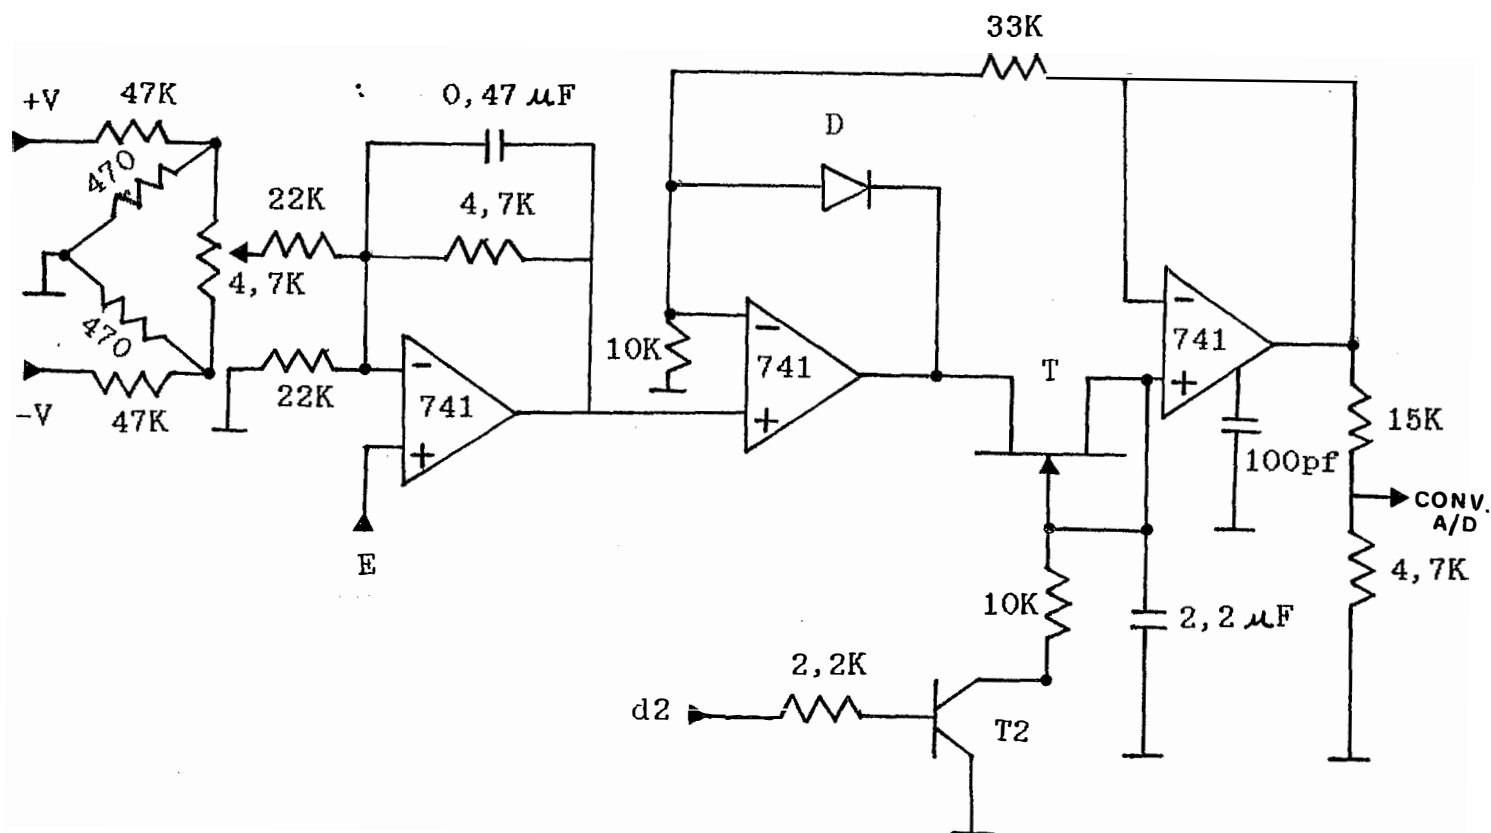 33K
+V
47K
0,47 μF
D
470
22K
4,7K
4,7K
470
10K
741
T
741
-
+
15K
-V
47K
22K
-
741
+
-
+
100pf
CONV.
A/D
E
10K
2,2 μF
4,7K
2,2K
d2
T2